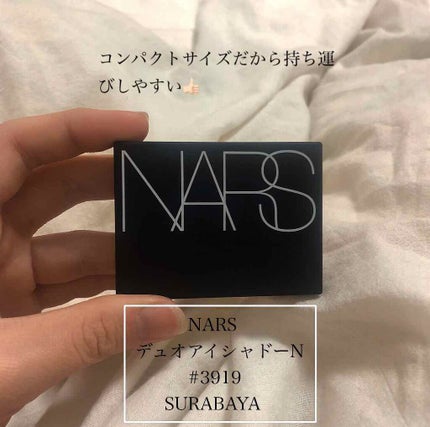 コンパクトサイズだから持ち運
びしやすい👍🏻
NARS
NARS
デュオアイシャドーN
#3919
SURABAYA